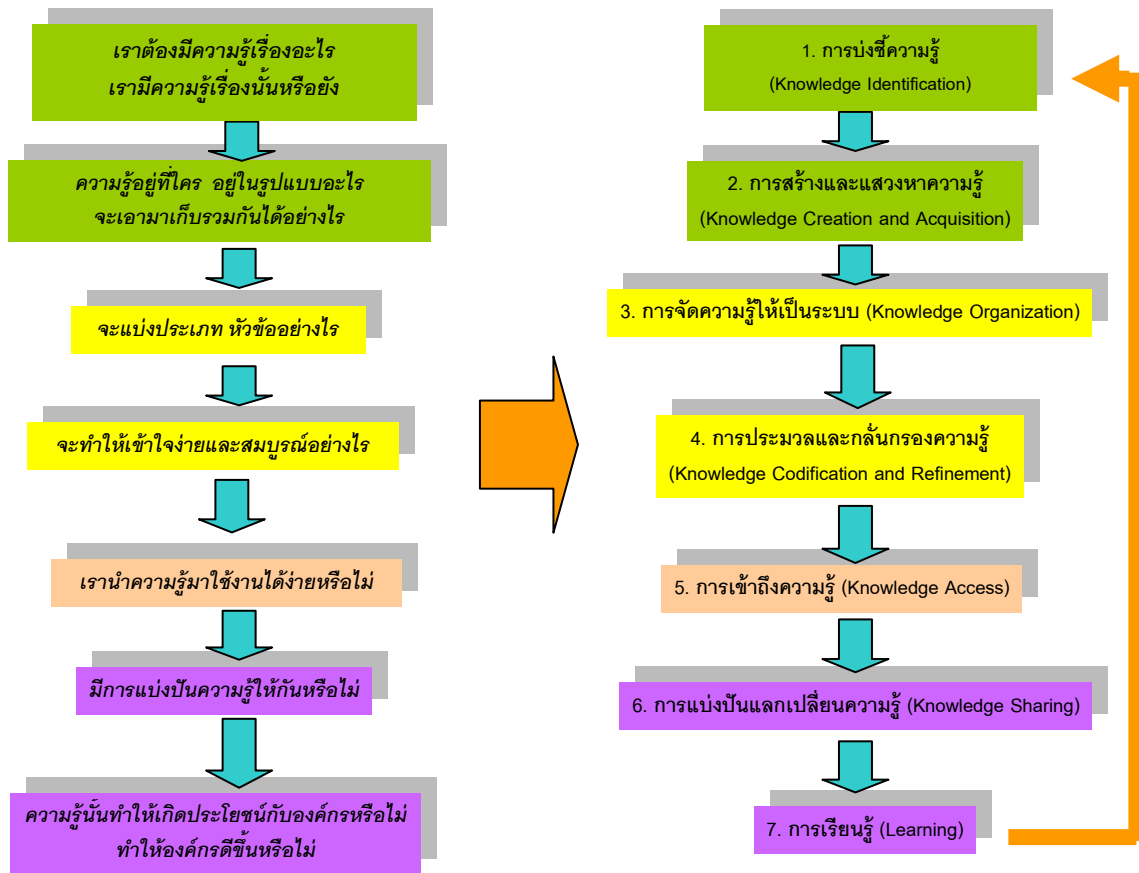 เราต้องมีความรู้เรื่องอะไร
เรามีความรู้เรื่องนั้นหรือยัง
ความรู้อยู่ที่ใคร อยู่ในรูปแบบอะไร
จะเอามาเก็บรวมกันได้อย่างไร
จะแบ่งประเภท หัวข้ออย่างไร
จะทำให้เข้าใจง่ายและสมบูรณ์อย่างไร
เรานำความรู้มาใช้งานได้ง่ายหรือไม่
มีการแบ่งปันความรู้ให้กันหรือไม่
ความรู้นั้นทำให้เกิดประโยชน์กับองค์กรหรือไม่
ทำให้องค์กรดีขึ้นหรือไม่
1. การบ่งชี้ความรู้
(Knowledge Identification)
2. การสร้างและแสวงหาความรู้
(Knowledge Creation and Acquisition)
3. การจัดความรู้ให้เป็นระบบ (Knowledge Organization)
4. การประมวลและกลั่นกรองความรู้
(Knowledge Codification and Refinement)
5. การเข้าถึงความรู้ (Knowledge Access)
6. การแบ่งปันแลกเปลี่ยนความรู้ (Knowledge Sharing)
7. การเรียนรู้ (Learning)